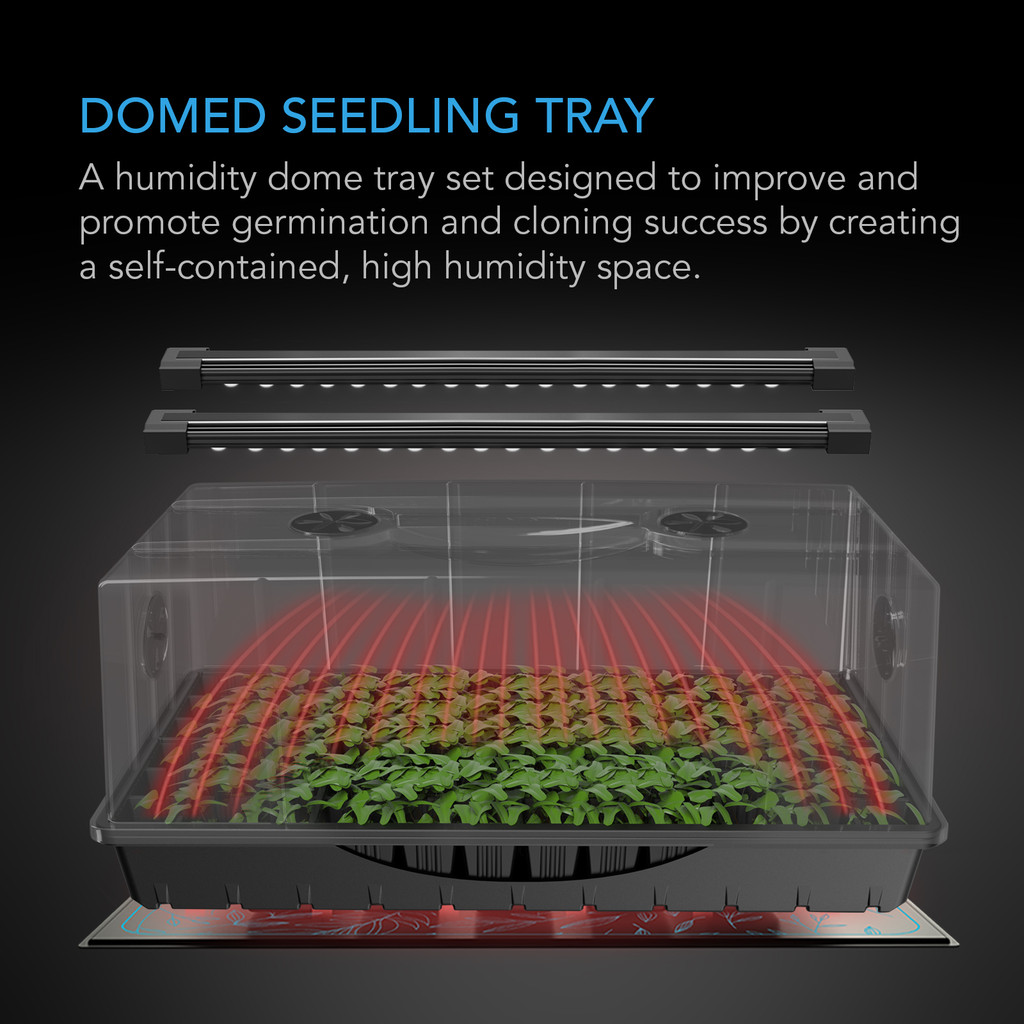 DOMED SEEDLING TRAY
A humidity dome tray set designed to improve and
promote germination and cloning success by creating
a self-contained, high humidity space.